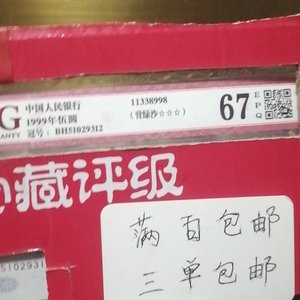 G
中国人民银行
1999年伍圆
冠号: BH51029312
11338998
(背绿沙☆☆☆)
67 EPQ
藏评级
满百包邮
三单包邮